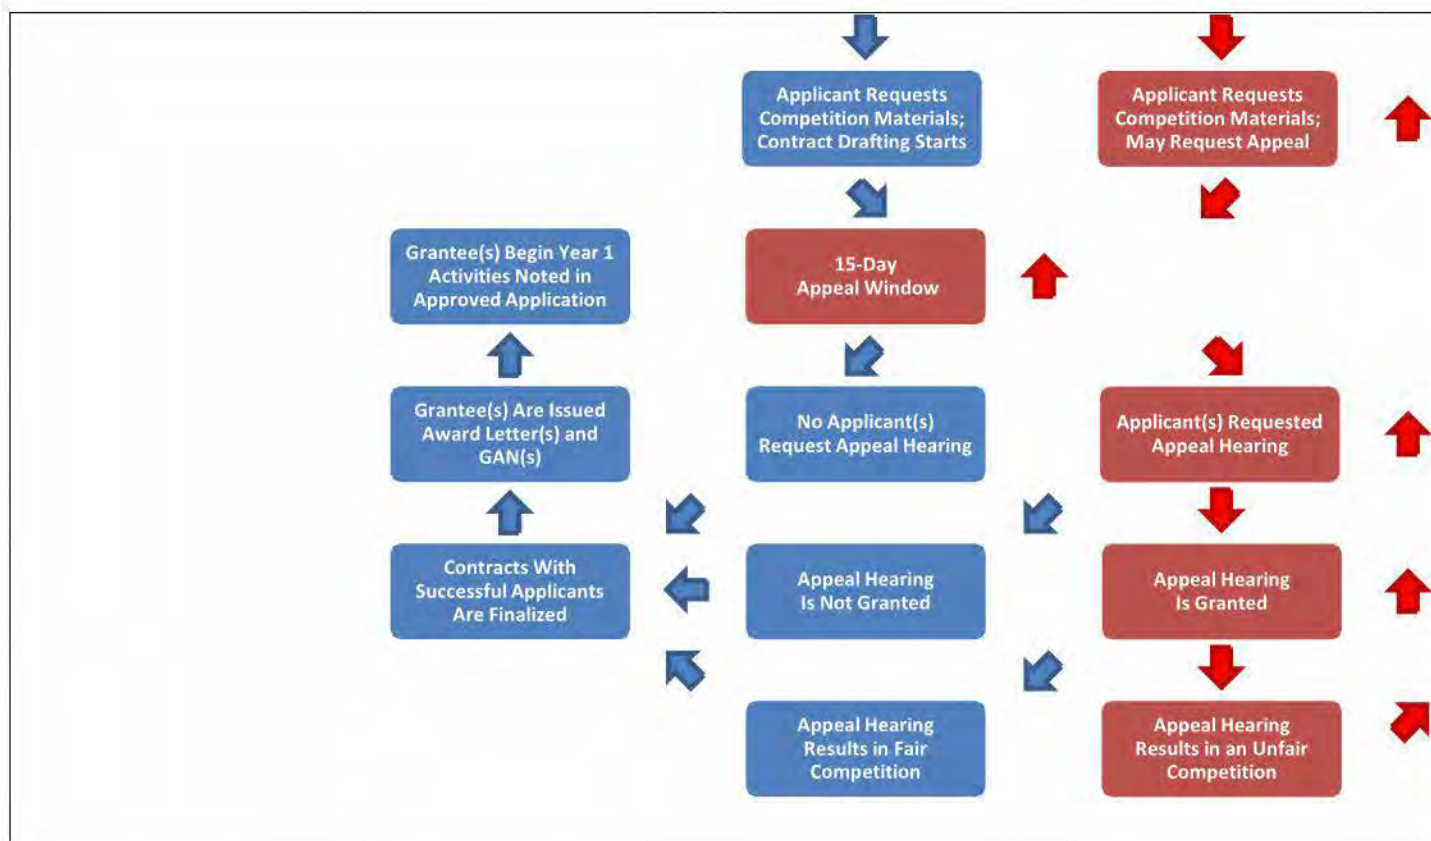 Applicant Requests
Competition Materials;
Contract Drafting Starts
Applicant Requests
Competition Materials;
May Request Appeal
Grantee(s) Begin Year 1
Activities Noted in
Approved Application
15-Day
Appeal Window
Grantee(s) Are Issued
Award Letter(s) and
GAN(s)
No Applicant(s)
Request Appeal Hearing
Applicant(s) Requested
Appeal Hearing
Contracts With
Successful Applicants
Are Finalized
Appeal Hearing
Is Not Granted
Appeal Hearing
Is Granted
Appeal Hearing
Results in Fair
Competition
Appeal Hearing
Results in an Unfair
Competition